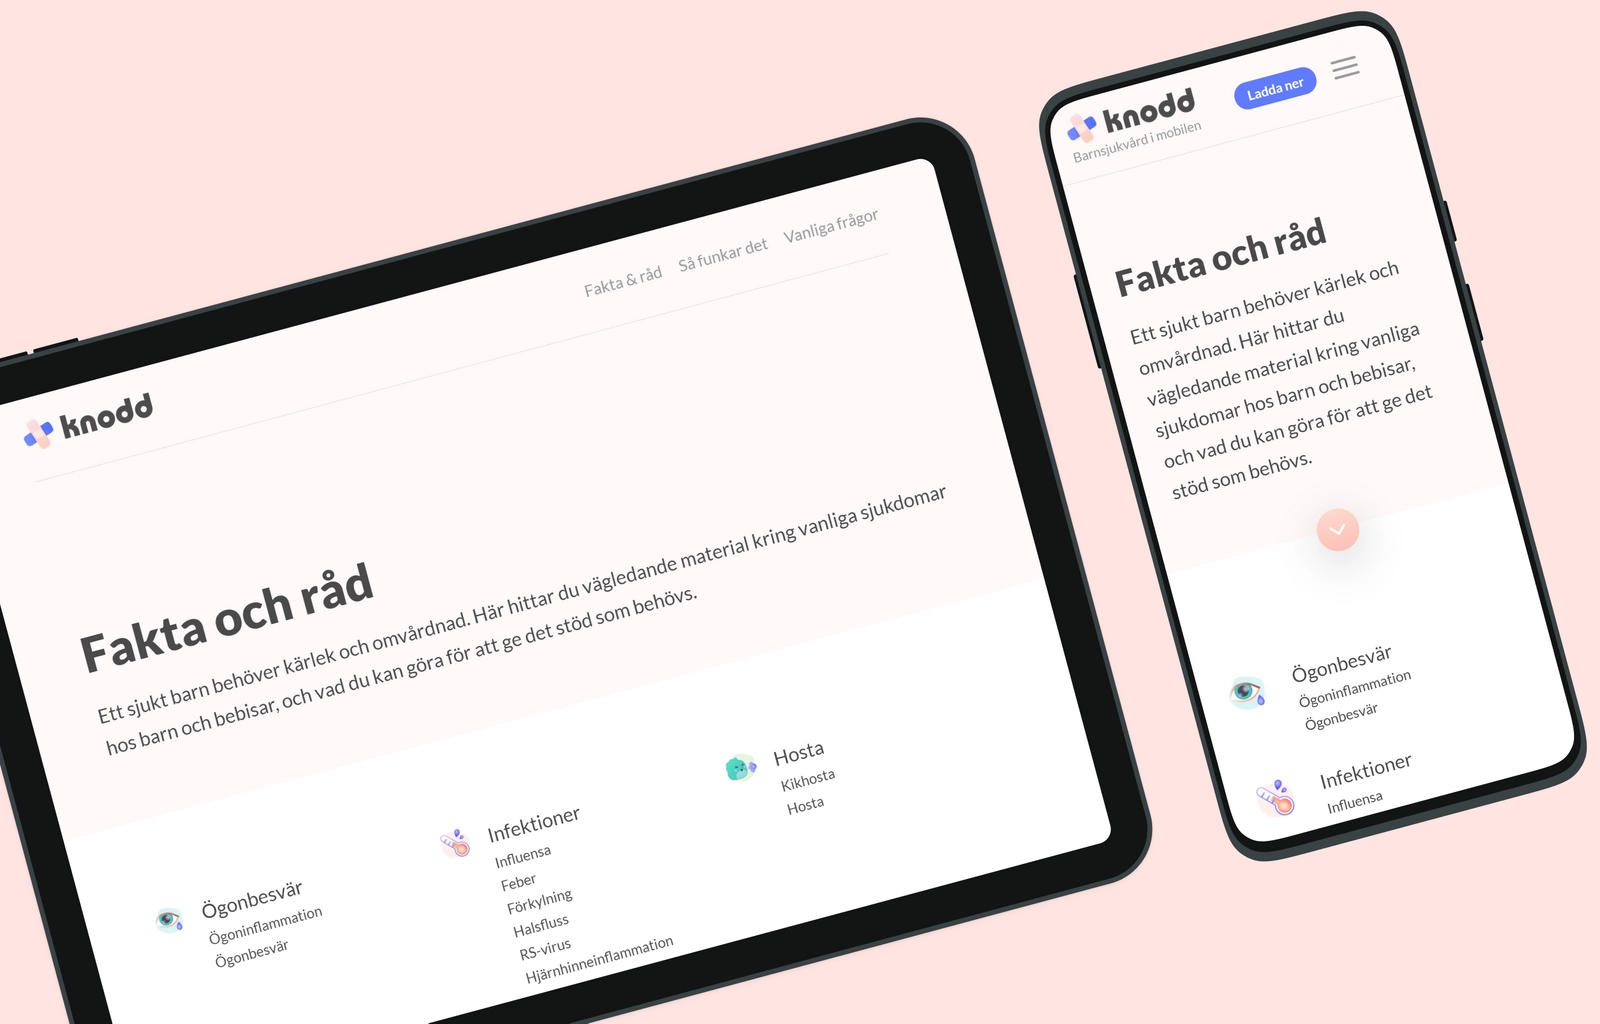 Fakta & råd Så funkar det Vanliga frågor
knodd
Fakta och råd
Ett sjukt barn behöver kärlek och omvårdnad. Här hittar du vägledande material kring vanliga sjukdomar
hos barn och bebisar, och vad du kan göra för att ge det stöd som behövs.
Ögonbesvär
Ögoninflammation
Ögonbesvär
Infektioner
Influensa
Feber
Förkylning
Halsfluss
RS-virus
Hjärnhinneinflammation
Hosta
Kikhosta
Hosta
knodd
Barnsjukvård i mobilen
Ladda ner
Fakta och råd
Ett sjukt barn behöver kärlek och
omvårdnad. Här hittar du
vägledande material kring vanliga
sjukdomar hos barn och bebisar,
och vad du kan göra för att ge det
stöd som behövs.
Ögonbesvär
Ögoninflammation
Ögonbesvär
Infektioner
Influensa